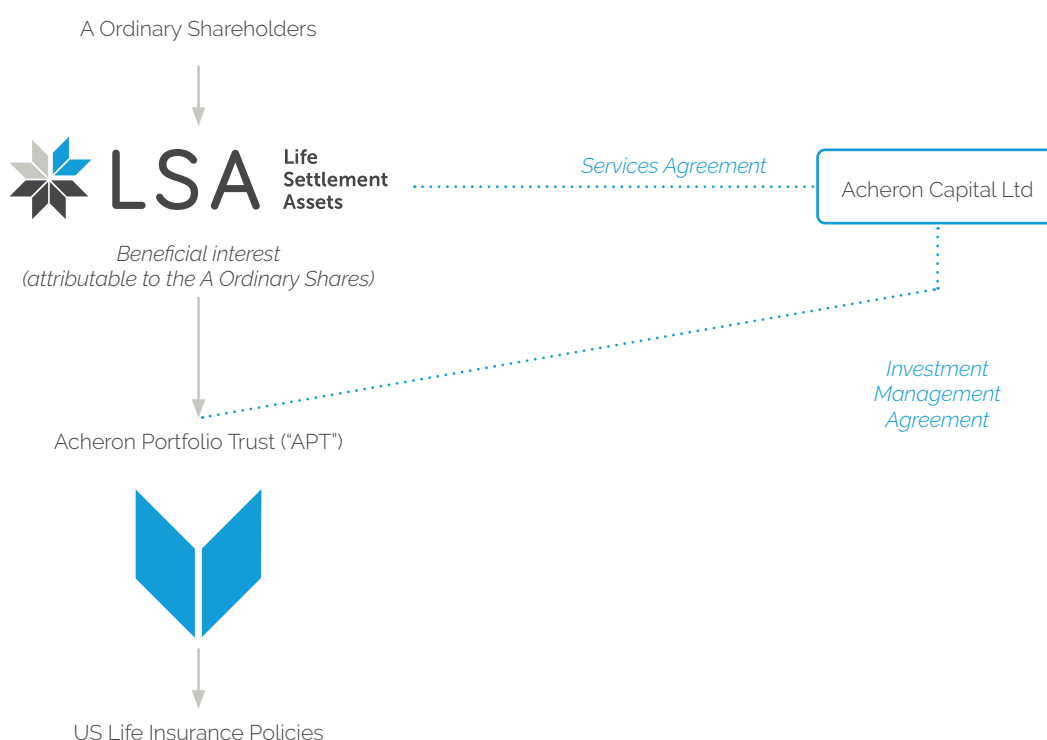 A Ordinary Shareholders
LSA
Life
Settlement
Assets
Services Agreement
Acheron Capital Ltd
Beneficial interest
(attributable to the A Ordinary Shares)
Investment
Management
Agreement
Acheron Portfolio Trust (“APT”)
US Life Insurance Policies